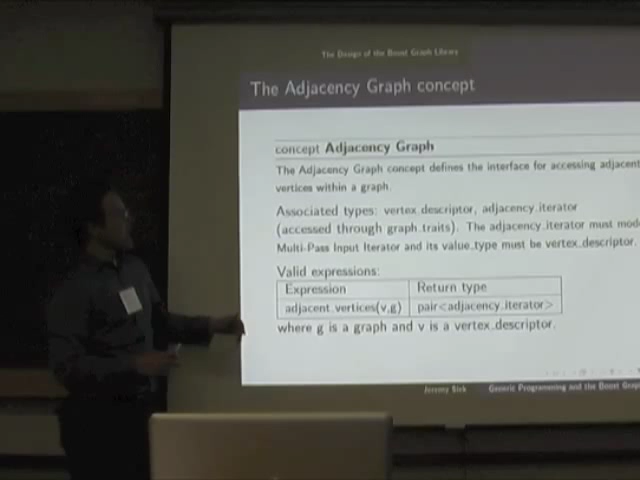 The Design of the Boost Graph Library
The Adjacency Graph concept
concept Adjacency Graph
The Adjacency Graph concept defines the interface for accessing adjacent
vertices within a graph.
Associated types: vertex_descriptor, adjacency_iterator
(accessed through graph_traits). The adjacency_iterator must mode
Multi-Pass Input Iterator and its value_type must be vertex_descriptor.
Valid expressions:
Expression Return type
adjacent_vertices(v,g) pair<adjacency_iterator>
where g is a graph and v is a vertex_descriptor.
Jeremy Siek Generic Programming and the Boost Grap